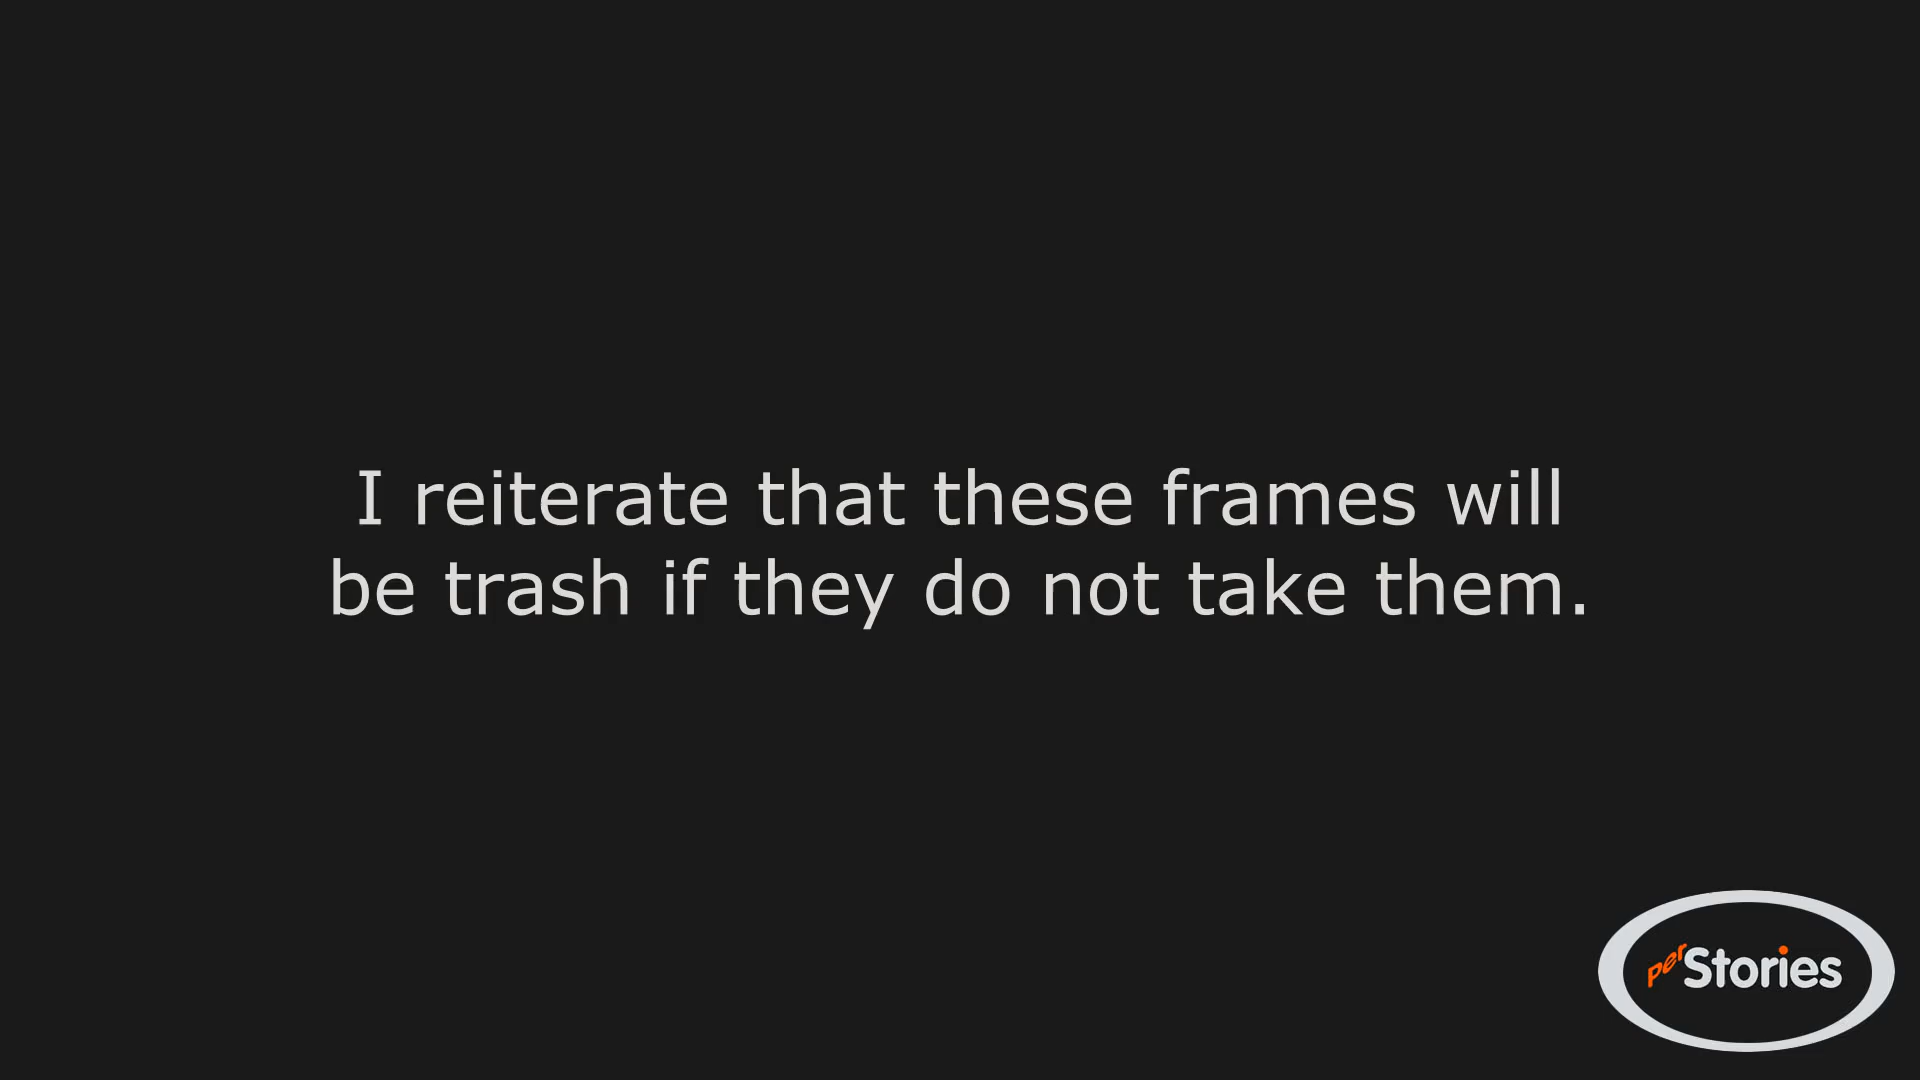 I reiterate that these frames will
be trash if they do not take them.
perStories